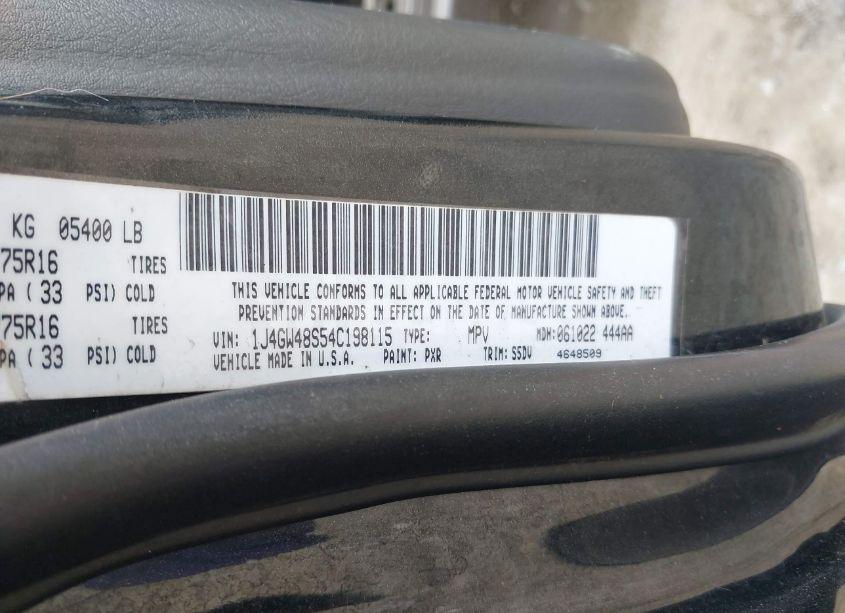 KG 05400 LB
75R16 TIRES
PA ( 33 PSI) COLD
75R16 TIRES
PA ( 33 PSI) COLD
THIS VEHICLE CONFORMS TO ALL APPLICABLE FEDERAL MOTOR VEHICLE SAFETY AND THEFT
PREVENTION STANDARDS IN EFFECT ON THE DATE OF MANUFACTURE SHOWN ABOVE.
VIN: 1J4GW48S54C198115 TYPE: MPV MDH:061022 444AA
VEHICLE MADE IN U.S.A. PAINT: PXR TRIM: S5DV 4648509